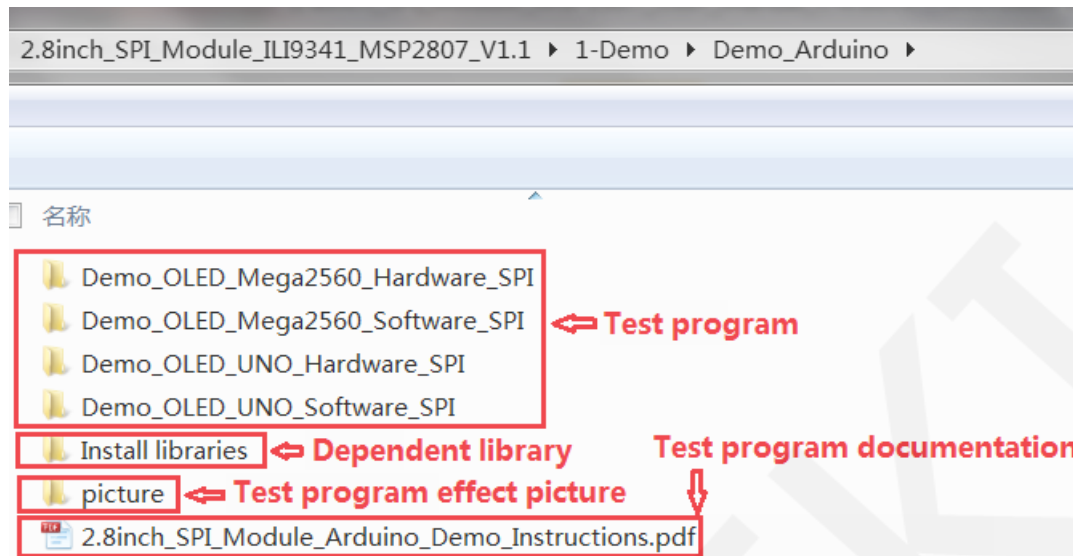 2.8inch_SPI_Module_ILI9341_MSP2807_V1.1 ▸ 1-Demo ▸ Demo_Arduino ▸
名称
Demo_OLED_Mega2560_Hardware_SPI
Demo_OLED_Mega2560_Software_SPI
Test program
Demo_OLED_UNO_Hardware_SPI
Demo_OLED_UNO_Software_SPI
Install libraries
Dependent library
Test program documentation
picture
Test program effect picture
2.8inch_SPI_Module_Arduino_Demo_Instructions.pdf